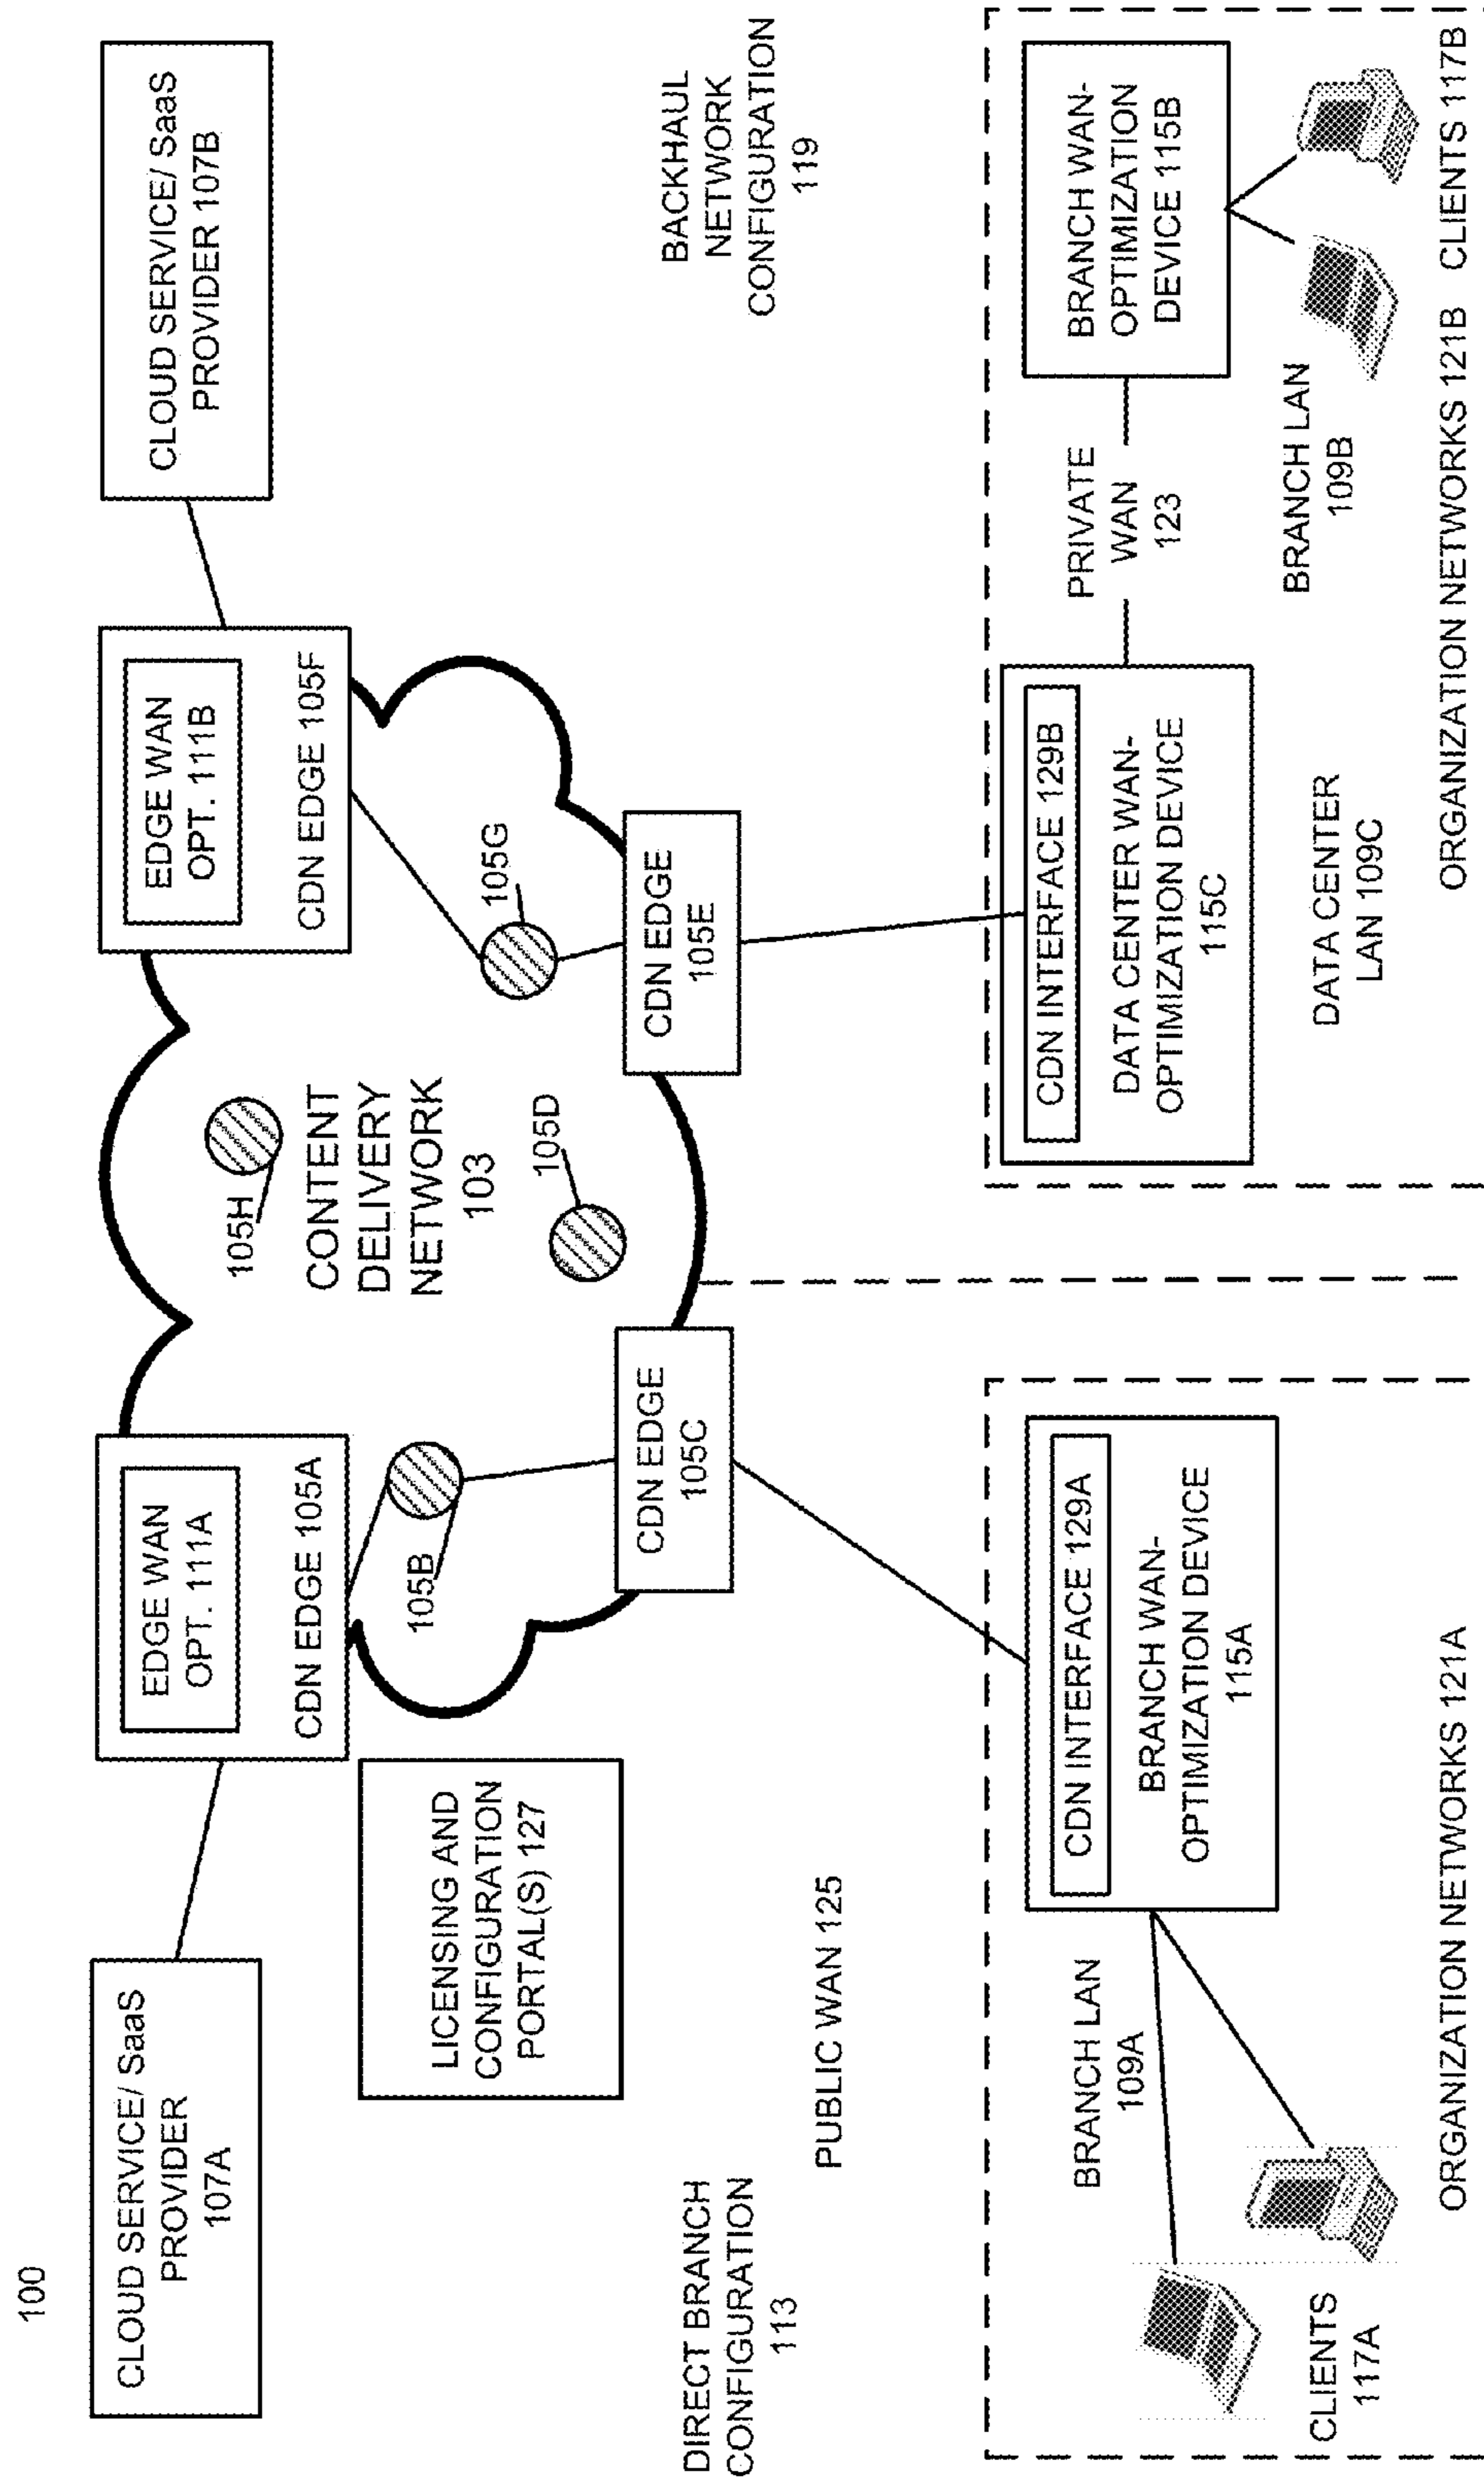 100
CLOUD SERVICE/ SaaS
PROVIDER
107A
EDGE WAN
OPT. 111A
CDN EDGE 105A
EDGE WAN
OPT. 111B
CDN EDGE 105F
CLOUD SERVICE/ SaaS
PROVIDER 107B
LICENSING AND
CONFIGURATION
PORTAL(S) 127
105B
105H
CONTENT
DELIVERY
NETWORK
103
105D
105G
CDN EDGE
105C
CDN EDGE
105E
DIRECT BRANCH
CONFIGURATION
113
PUBLIC WAN 125
BACKHAUL
NETWORK
CONFIGURATION
119
CDN INTERFACE 129A
BRANCH WAN-
OPTIMIZATION DEVICE
115A
BRANCH LAN
109A
CLIENTS
117A
ORGANIZATION NETWORKS 121A
CDN INTERFACE 129B
DATA CENTER WAN-
OPTIMIZATION DEVICE
115C
DATA CENTER
LAN 109C
PRIVATE
WAN
123
BRANCH WAN-
OPTIMIZATION
DEVICE 115B
BRANCH LAN
109B
ORGANIZATION NETWORKS 121B
CLIENTS 117B